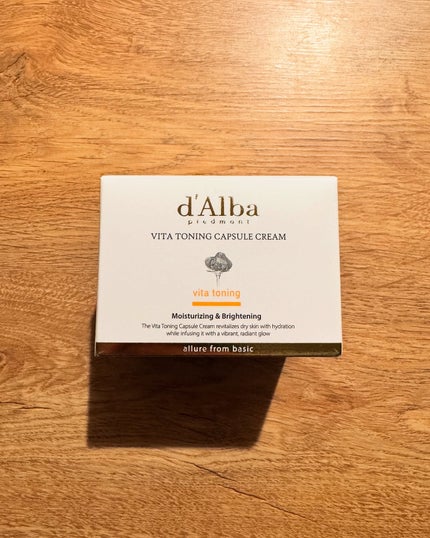 d'Alba
piedmont
VITA TONING CAPSULE CREAM
vita toning
Moisturizing & Brightening
The Vita Toning Capsule Cream revitalizes dry skin with hydration
while infusing it with a vibrant, radiant glow
allure from basic